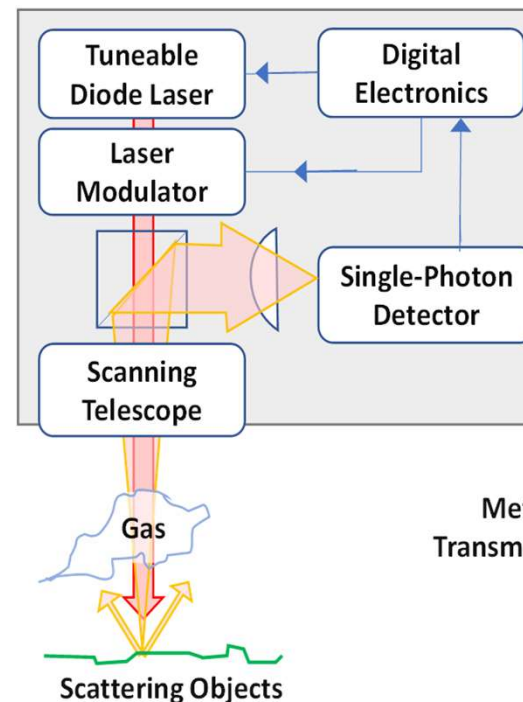 Tuneable
Diode Laser
Digital
Electronics
Laser
Modulator
Single-Photon
Detector
Scanning
Telescope
Gas
Scattering Objects